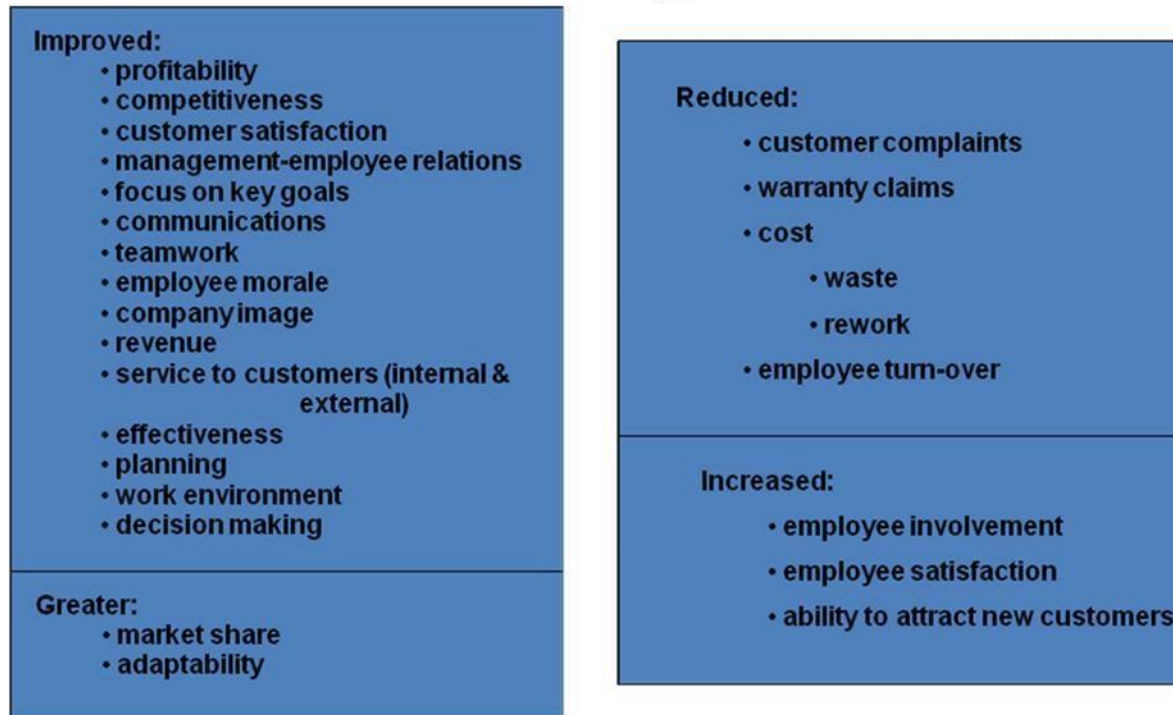 Improved:
• profitability
• competitiveness
• customer satisfaction
• management-employee relations
• focus on key goals
• communications
• teamwork
• employee morale
• company image
• revenue
• service to customers (internal &
external)
• effectiveness
• planning
• work environment
• decision making
Greater:
• market share
• adaptability
Reduced:
• customer complaints
• warranty claims
• cost
• waste
• rework
• employee turn-over
Increased:
• employee involvement
• employee satisfaction
• ability to attract new customers